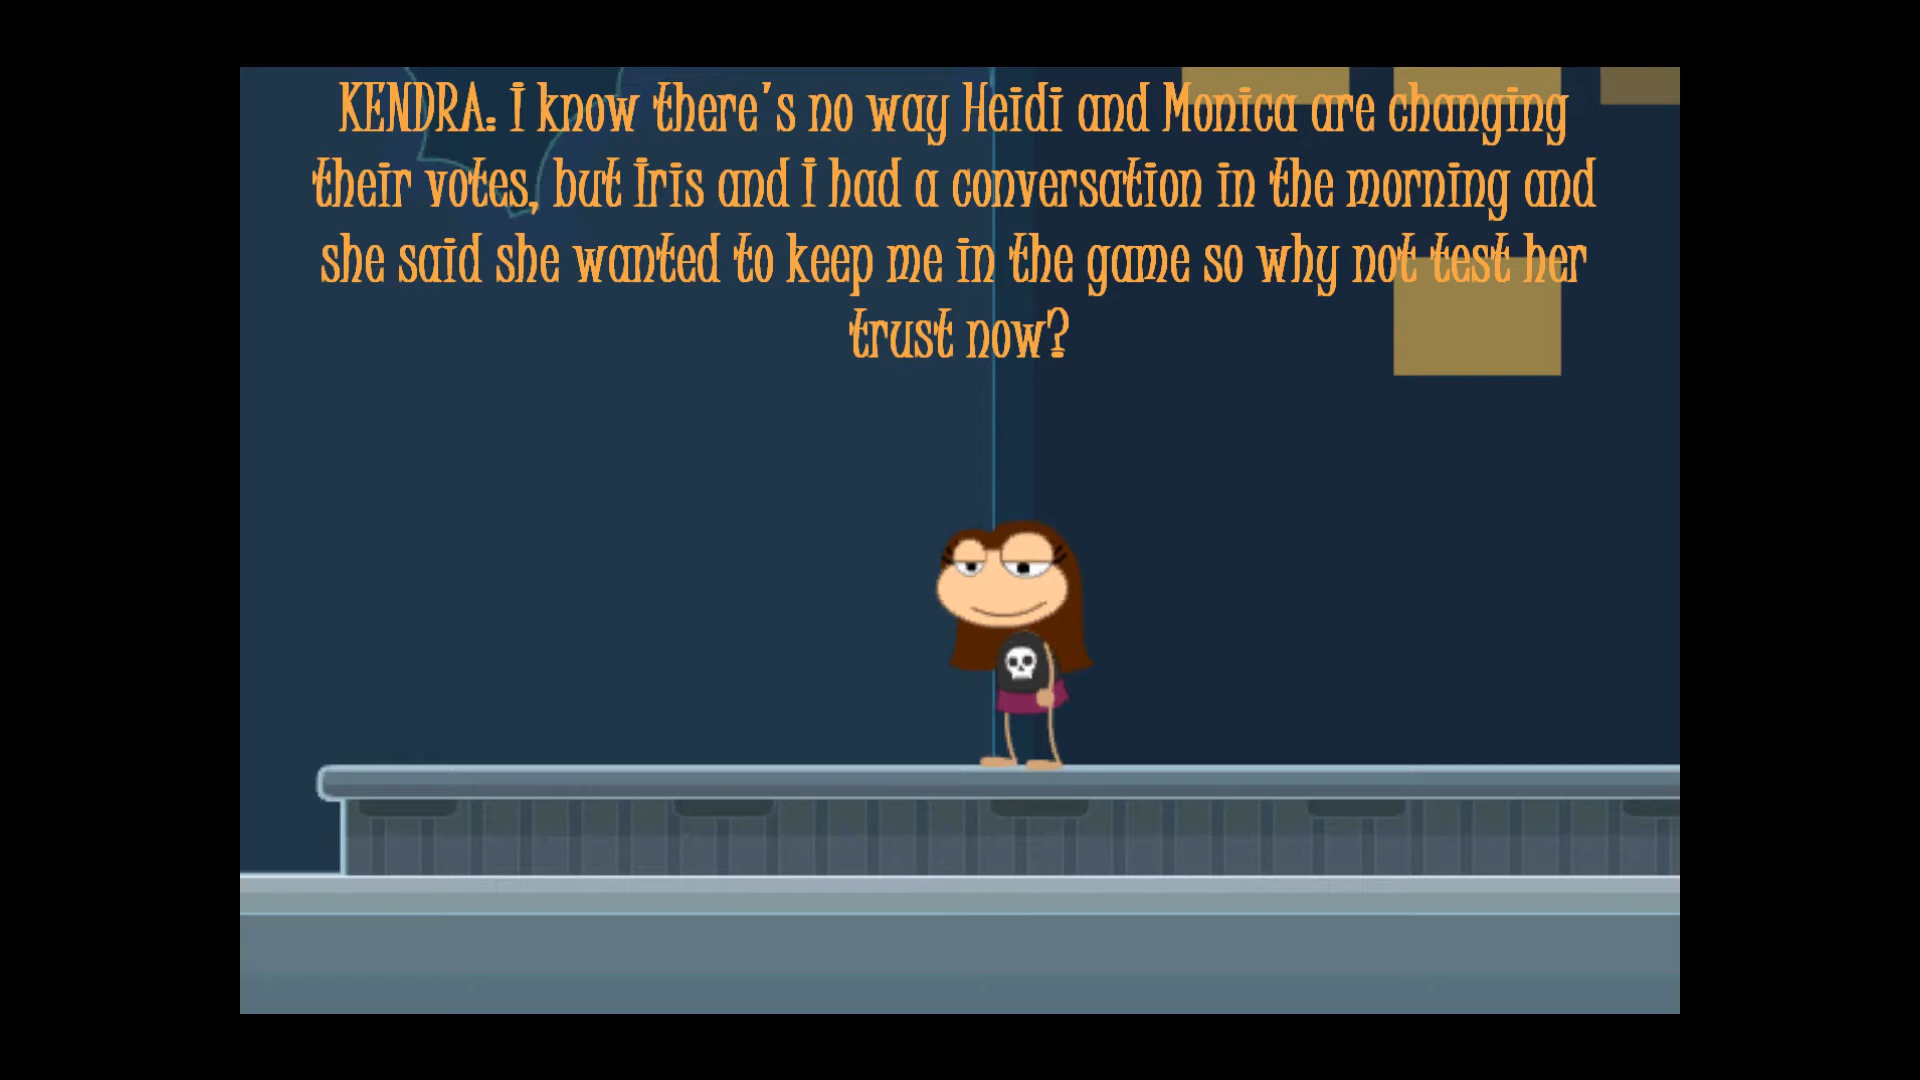 KENDRA: I know there's no way Heidi and Monica are changing
their votes, but Iris and I had a conversation in the morning and
she said she wanted to keep me in the game so why not test her
trust now?